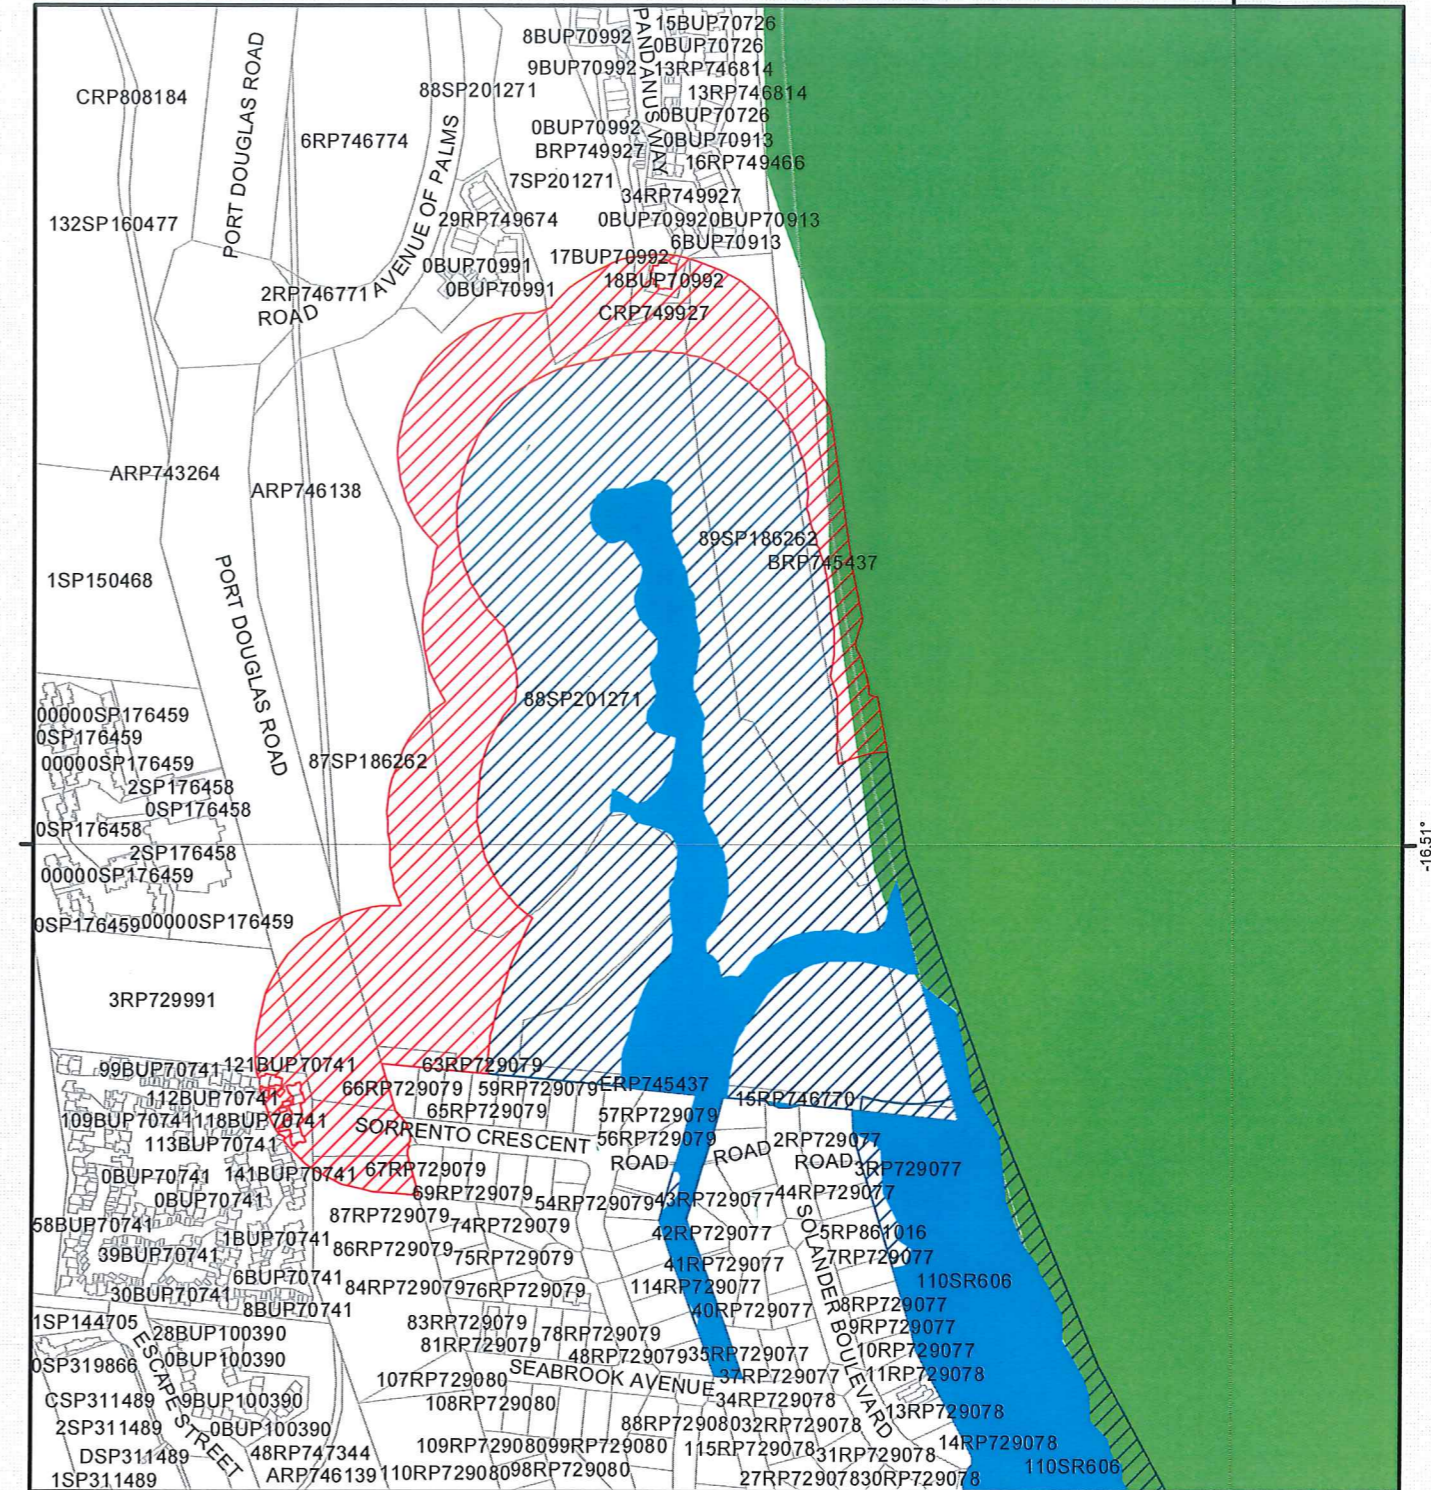 15BUP70726
8BUP70992
0BUP70726
PANDANUS WAY
9BUP70992
13RP746814
88SP201271
13RP746814
CRP808184
0BUP70726
PORT DOUGLAS ROAD
0BUP70992
0BUP70913
6RP746774
BRP749927
16RP749466
7SP201271
34RP749927
132SP160477
29RP749674
0BUP70992
0BUP70913
AVENUE OF PALMS
6BUP70913
0BUP70991
17BUP70992
18BUP70992
0BUP70991
2RP746771
ROAD
CRP749927
ARP743264
ARP746138
89SP186262
BRP745437
1SP150468
PORT DOUGLAS ROAD
88SP201271
00000SP176459
0SP176459
87SP186262
00000SP176459
2SP176458
0SP176458
0SP176458
-16.51°
2SP176458
00000SP176459
0SP176459
00000SP176459
3RP729991
121BUP70741
63RP729079
99BUP70741
ERP745437
66RP729079
59RP729079
112BUP70741
15RP746770
65RP729079
57RP729079
109BUP70741
118BUP70741
SORRENTO CRESCENT
56RP729079
2RP729077
113BUP70741
ROAD
ROAD
ROAD
3RP729077
0BUP70741
141BUP70741
67RP729079
69RP729079
44RP729077
0BUP70741
54RP729079
43RP729077
87RP729079
58BUP70741
74RP729079
42RP729077
5RP861016
1BUP70741
86RP729079
39BUP70741
75RP729079
7RP729077
41RP729077
SOLANDER BOULEVARD
6BUP70741
110SR606
84RP729079
76RP729079
114RP729077
30BUP70741
8BUP70741
40RP729077
8RP729077
1SP144705
83RP729079
9RP729077
28BUP100390
78RP729079
81RP729079
10RP729077
48RP729079
35RP729077
0SP319866
0BUP100390
ESCAPE STREET
SEABROOK AVENUE
11RP729078
37RP729077
107RP729080
CSP311489
9BUP100390
34RP729078
108RP729080
13RP729078
88RP729080
32RP729078
2SP311489
0BUP100390
14RP729078
109RP729080
99RP729080
115RP729078
48RP747344
DSP311489
31RP729078
110SR606
98RP729080
110RP729080
ARP746139
1SP311489
27RP729078
30RP729078